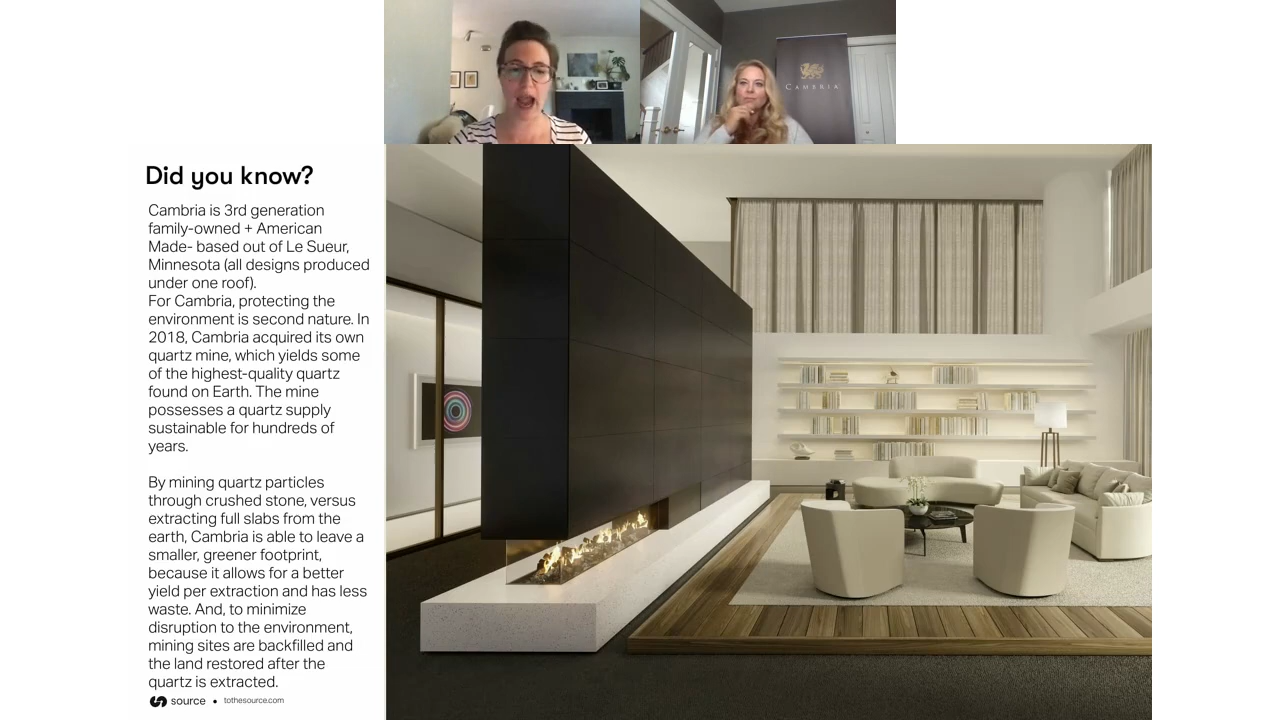 CAMBRIA
Did you know?
Cambria is 3rd generation
family-owned + American
Made- based out of Le Sueur,
Minnesota (all designs produced
under one roof).
For Cambria, protecting the
environment is second nature. In
2018, Cambria acquired its own
quartz mine, which yields some
of the highest-quality quartz
found on Earth. The mine
possesses a quartz supply
sustainable for hundreds of
years.
By mining quartz particles
through crushed stone, versus
extracting full slabs from the
earth, Cambria is able to leave a
smaller, greener footprint,
because it allows for a better
yield per extraction and has less
waste. And, to minimize
disruption to the environment,
mining sites are backfilled and
the land restored after the
quartz is extracted.
source • tothesource.com